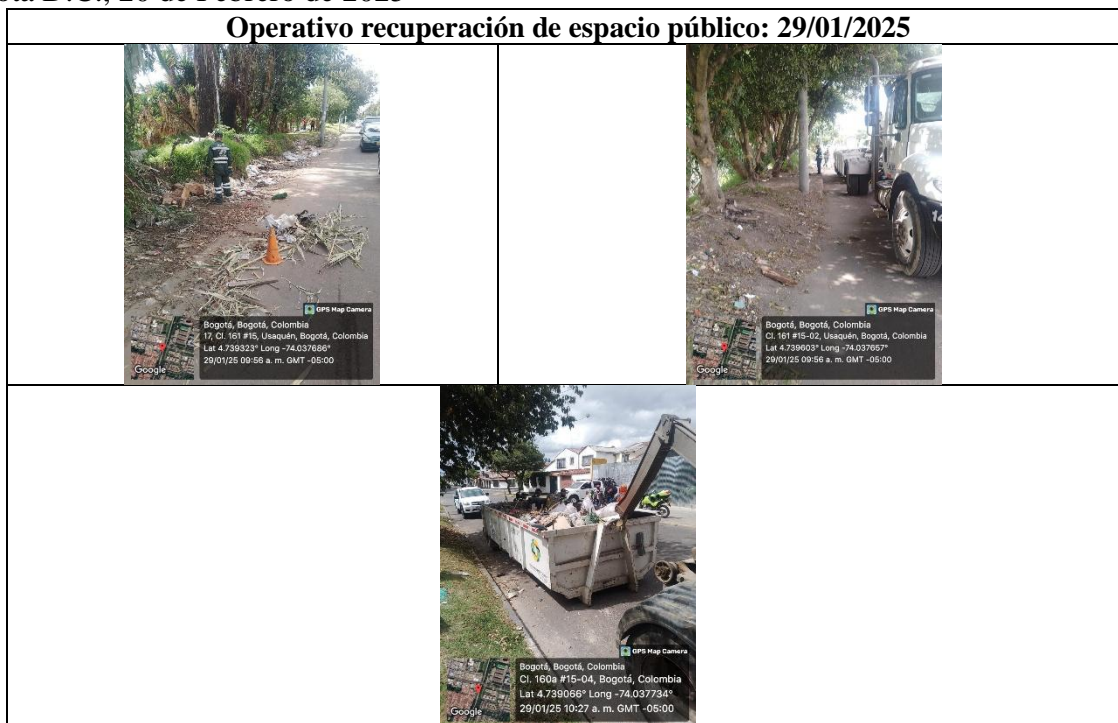 Operativo recuperación de espacio público: 29/01/2025
GPS Map Camera
Bogotá, Bogotá, Colombia
17, Cl. 161 #15, Usaquén, Bogotá, Colombia
Lat 4.739323° Long -74.037686°
29/01/25 09:56 a. m. GMT -05:00
Google
GPS Map Camera
Bogotá, Bogotá, Colombia
Cl. 161 #15-02, Usaquén, Bogotá, Colombia
Lat 4.739603° Long -74.037657°
29/01/25 09:56 a. m. GMT -05:00
Google
GPS Map Camera
Bogotá, Bogotá, Colombia
Cl. 160a #15-04, Bogotá, Colombia
Lat 4.739066° Long -74.037734°
29/01/25 10:27 a. m. GMT -05:00
Google